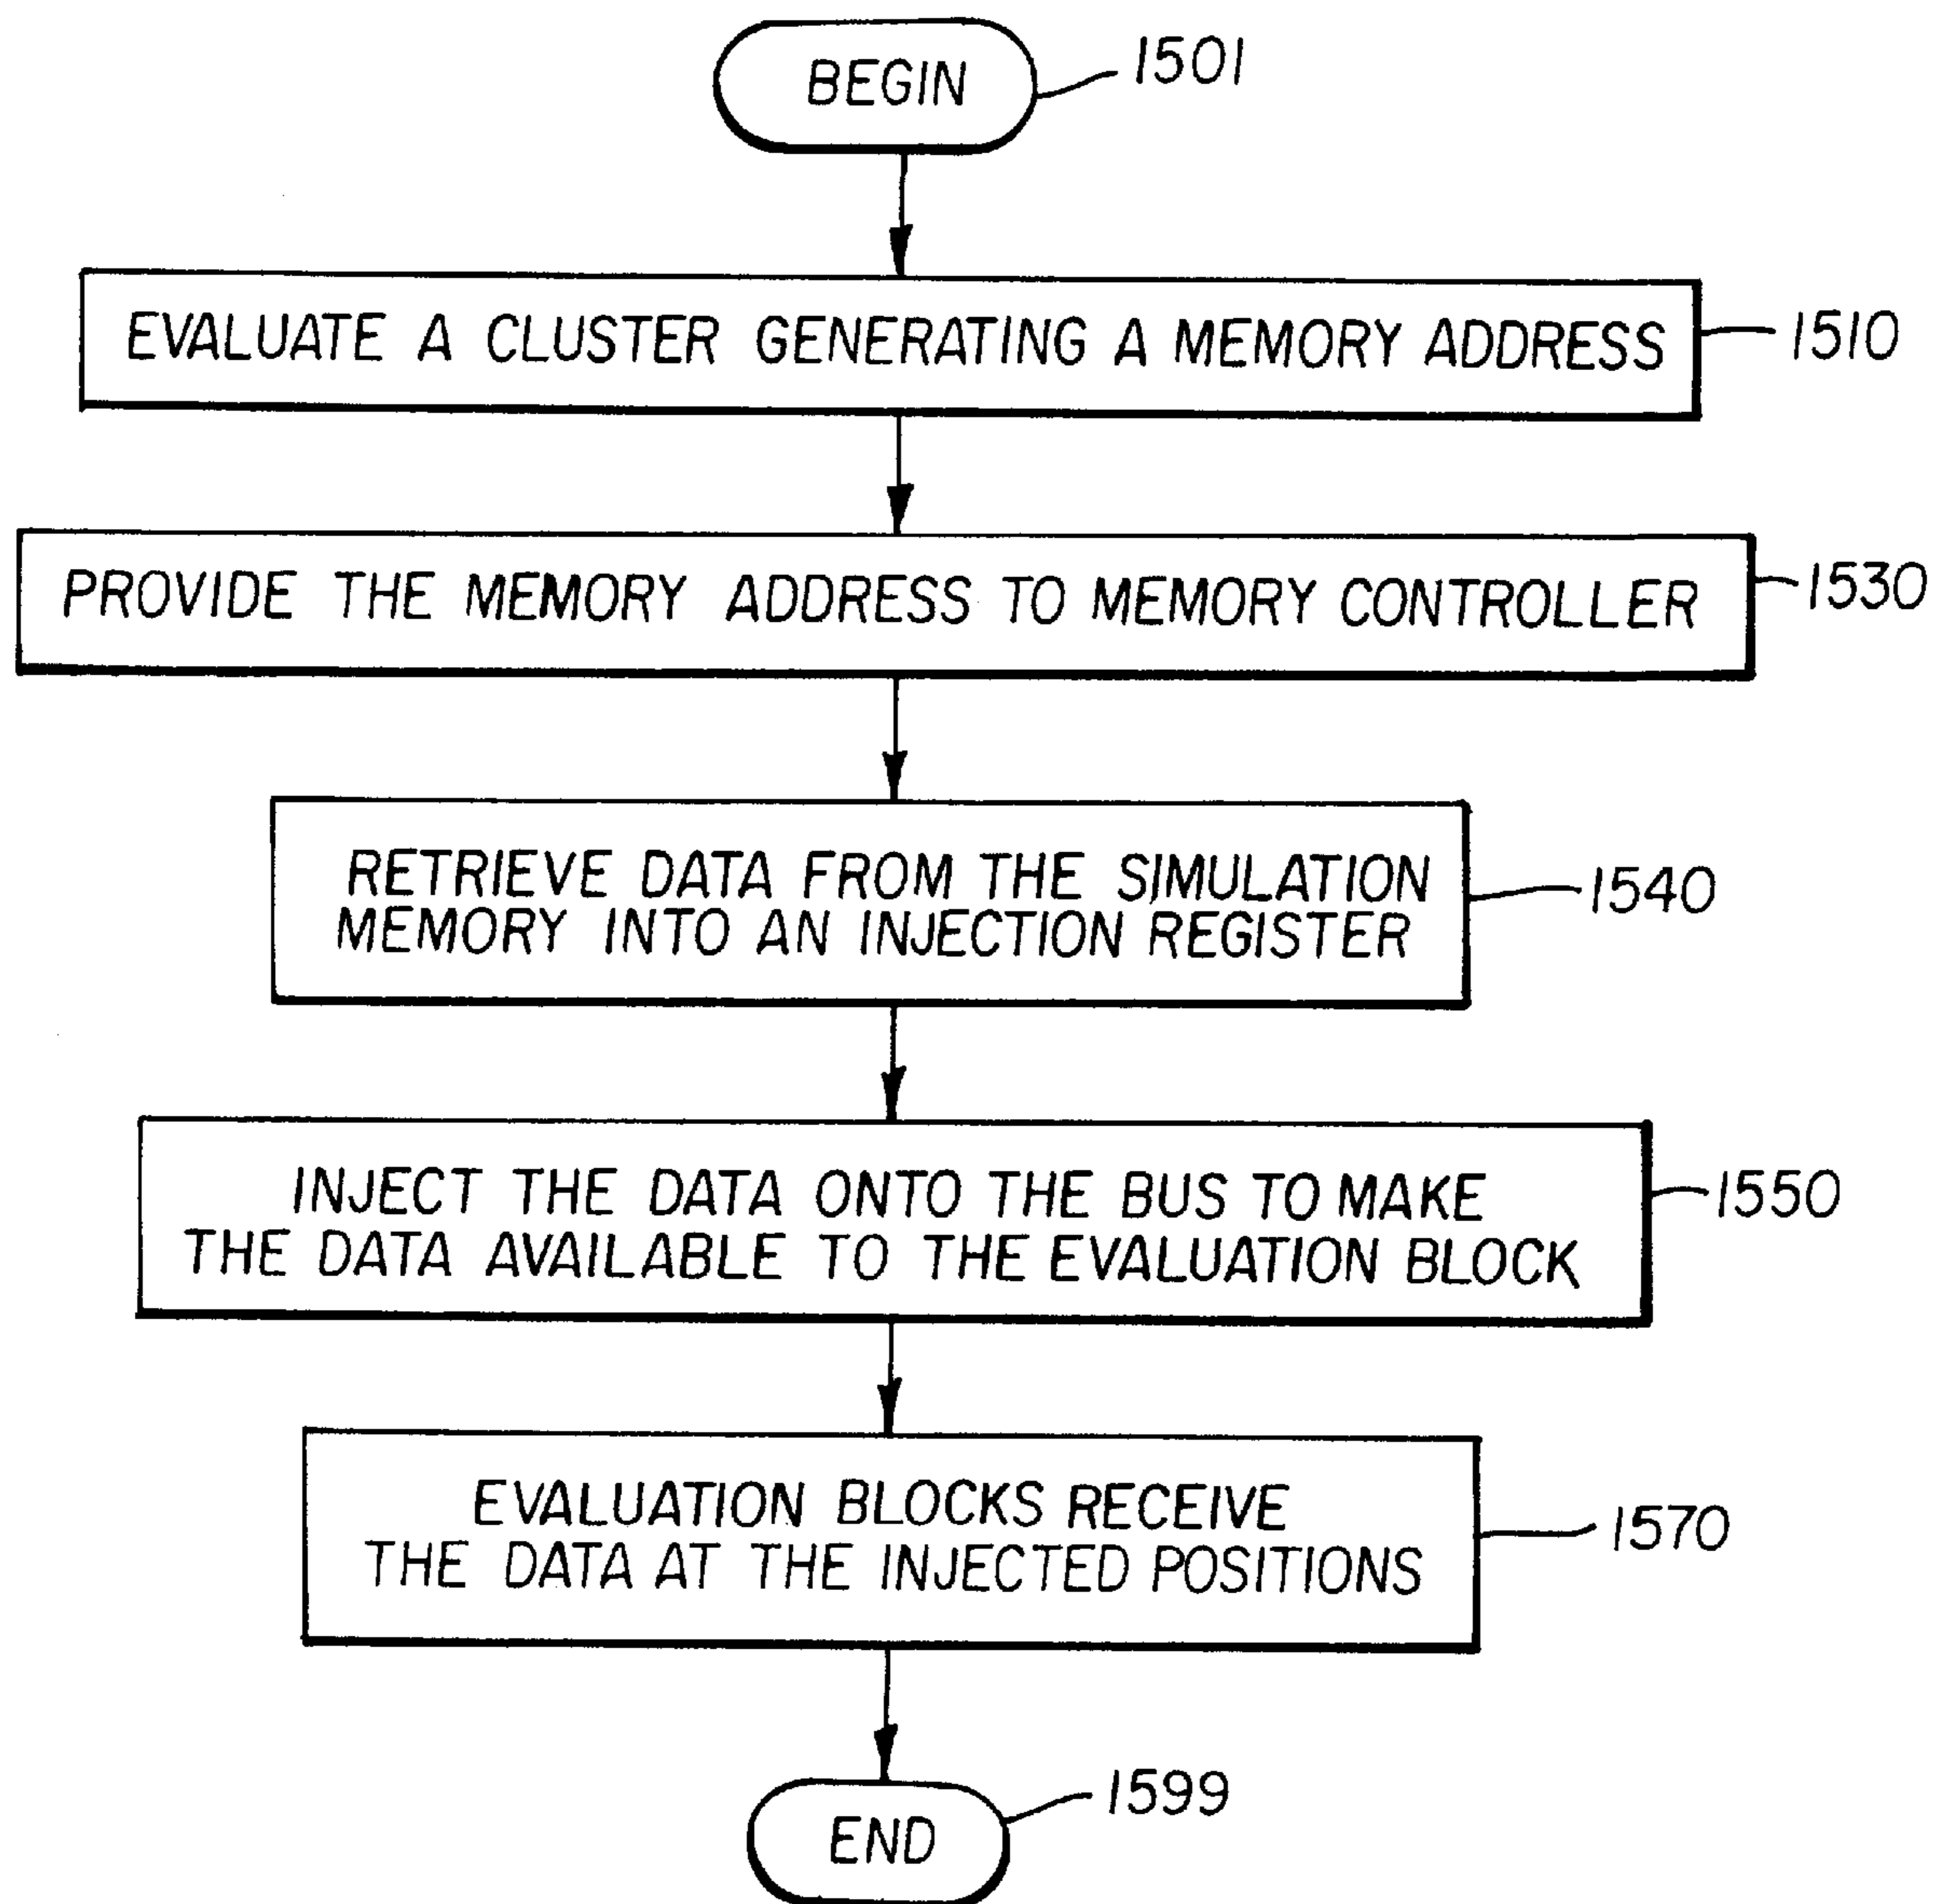 BEGIN
1501
EVALUATE A CLUSTER GENERATING A MEMORY ADDRESS
1510
PROVIDE THE MEMORY ADDRESS TO MEMORY CONTROLLER
1530
RETRIEVE DATA FROM THE SIMULATION
MEMORY INTO AN INJECTION REGISTER
1540
INJECT THE DATA ONTO THE BUS TO MAKE
THE DATA AVAILABLE TO THE EVALUATION BLOCK
1550
EVALUATION BLOCKS RECEIVE
THE DATA AT THE INJECTED POSITIONS
1570
END
1599